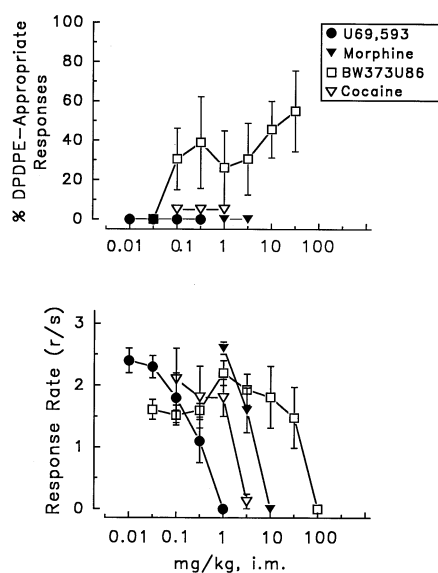 U69,593
Morphine
BW373U86
Cocaine
% DPDPE-Appropriate
Responses
100
80
60
40
20
0
0.01 0.1 1 10 100
Response Rate (r/s)
3
2
1
0
0.01 0.1 1 10 100
mg/kg, i.m.